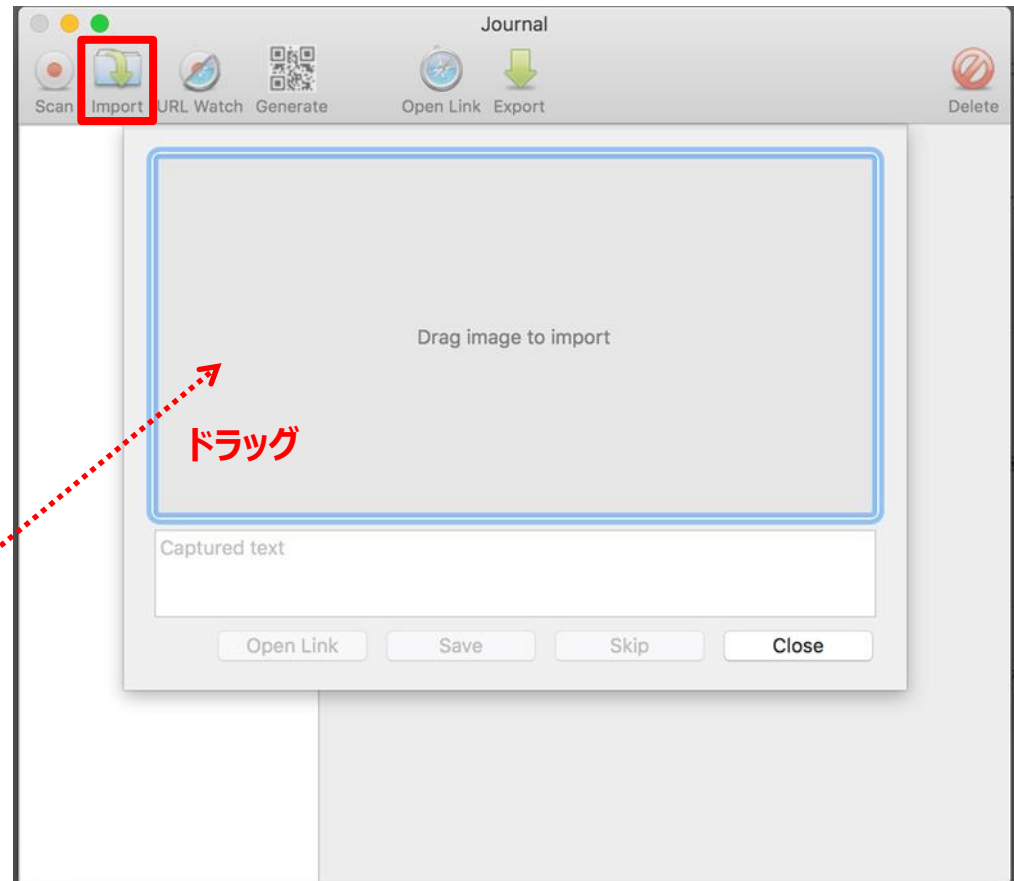 Journal
Scan Import URL Watch Generate Open Link Export Delete
Drag image to import
ドラッグ
Captured text
Open Link Save Skip Close